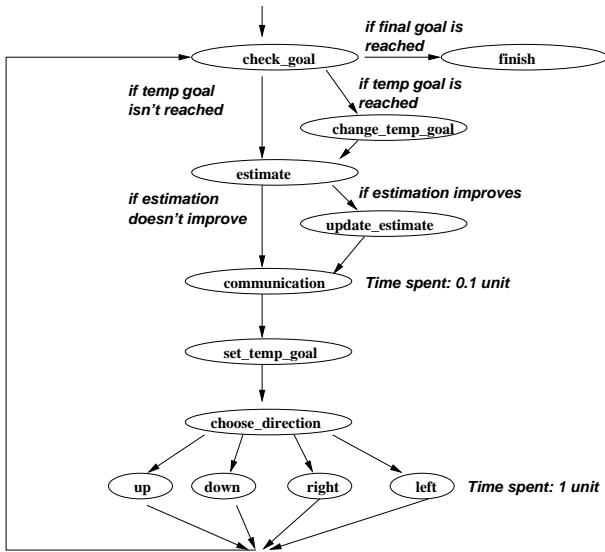 if final goal is
reached
check_goal
finish
if temp goal
isn't reached
if temp goal is
reached
change_temp_goal
estimate
if estimation
doesn't improve
if estimation improves
update_estimate
communication
Time spent: 0.1 unit
set_temp_goal
choose_direction
up
down
right
left
Time spent: 1 unit